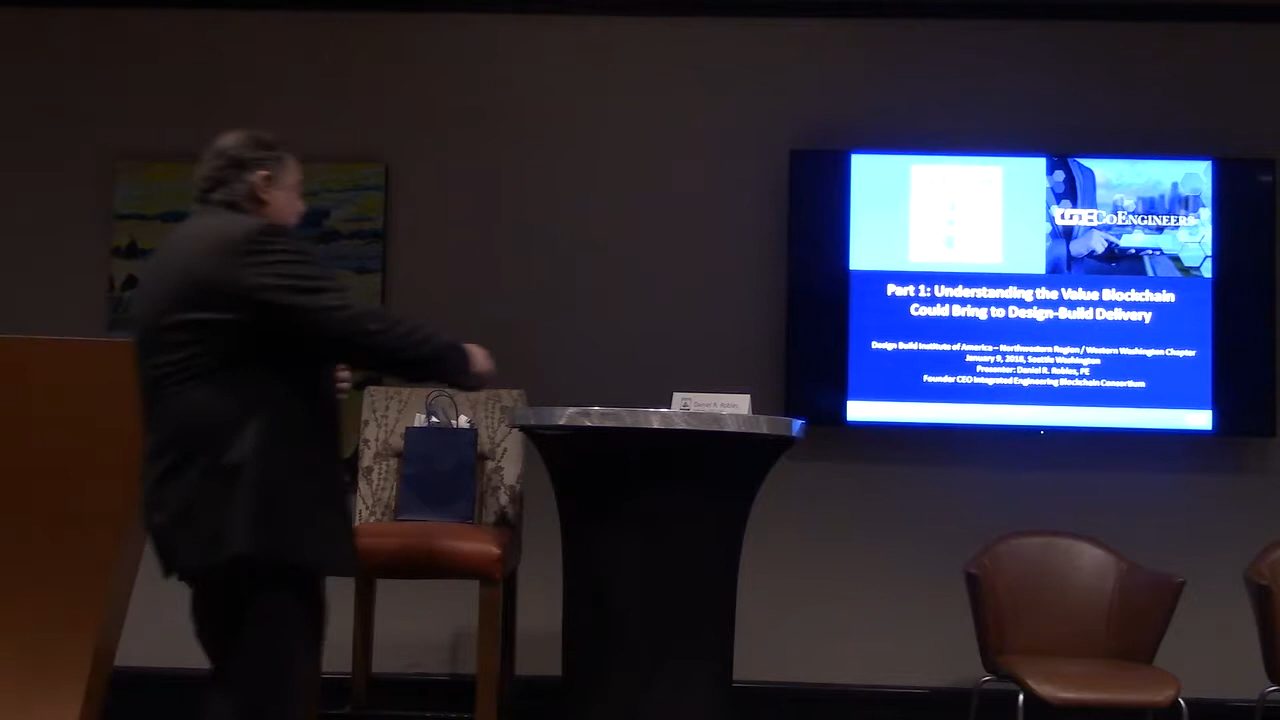 CoEngineers
Part 1: Understanding the Value Blockchain
Could Bring to Design-Build Delivery
Design Build Institute of America – Northwestern Region / Western Washington Chapter
January 9, 2018, Seattle Washington
Presenter: Daniel R. Robles, PE
Founder CEO Integrated Engineering Blockchain Consortium
Daniel R. Robles